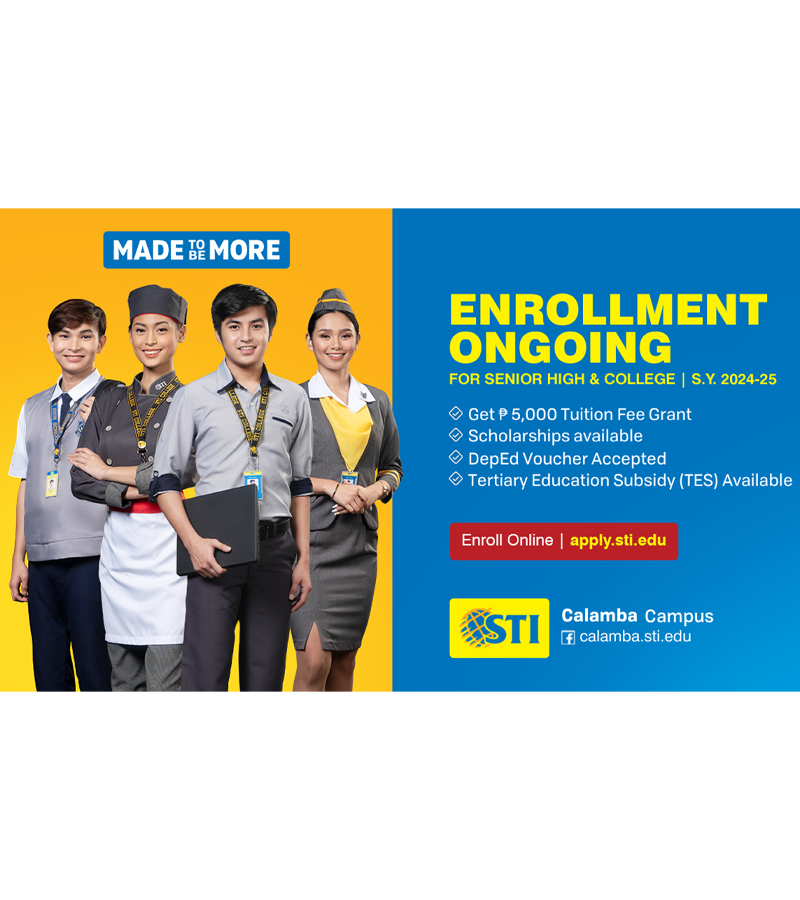 MADE TO BE MORE
ENROLLMENT
ONGOING
FOR SENIOR HIGH & COLLEGE | S.Y. 2024-25
Get ₱ 5,000 Tuition Fee Grant
Scholarships available
DepEd Voucher Accepted
Tertiary Education Subsidy (TES) Available
Enroll Online | apply.sti.edu
STI
Calamba Campus
calamba.sti.edu
STI COLLEGE